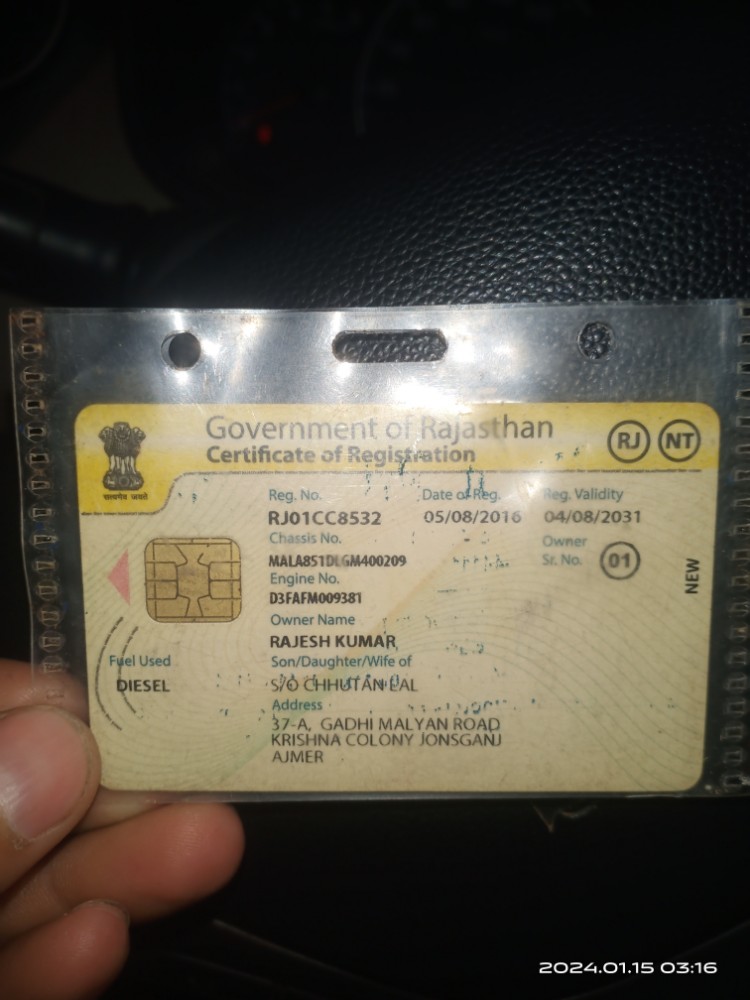 Government of Rajasthan
Certificate of Registration
RJ NT
सत्यमेव जयते
Reg. No. Date of Reg. Reg. Validity
RJ01CC8532 05/08/2016 04/08/2031
Chassis No.
MALA851DLGM400209
Owner
Sr. No. 01
NEW
Engine No.
D3FAFM009381
Owner Name
RAJESH KUMAR
Fuel Used
DIESEL
Son/Daughter/Wife of
S/O CHHUTAN LAL
Address
37-A, GADHI MALYAN ROAD
KRISHNA COLONY JONSGANJ
AJMER
2024.01.15 03:16